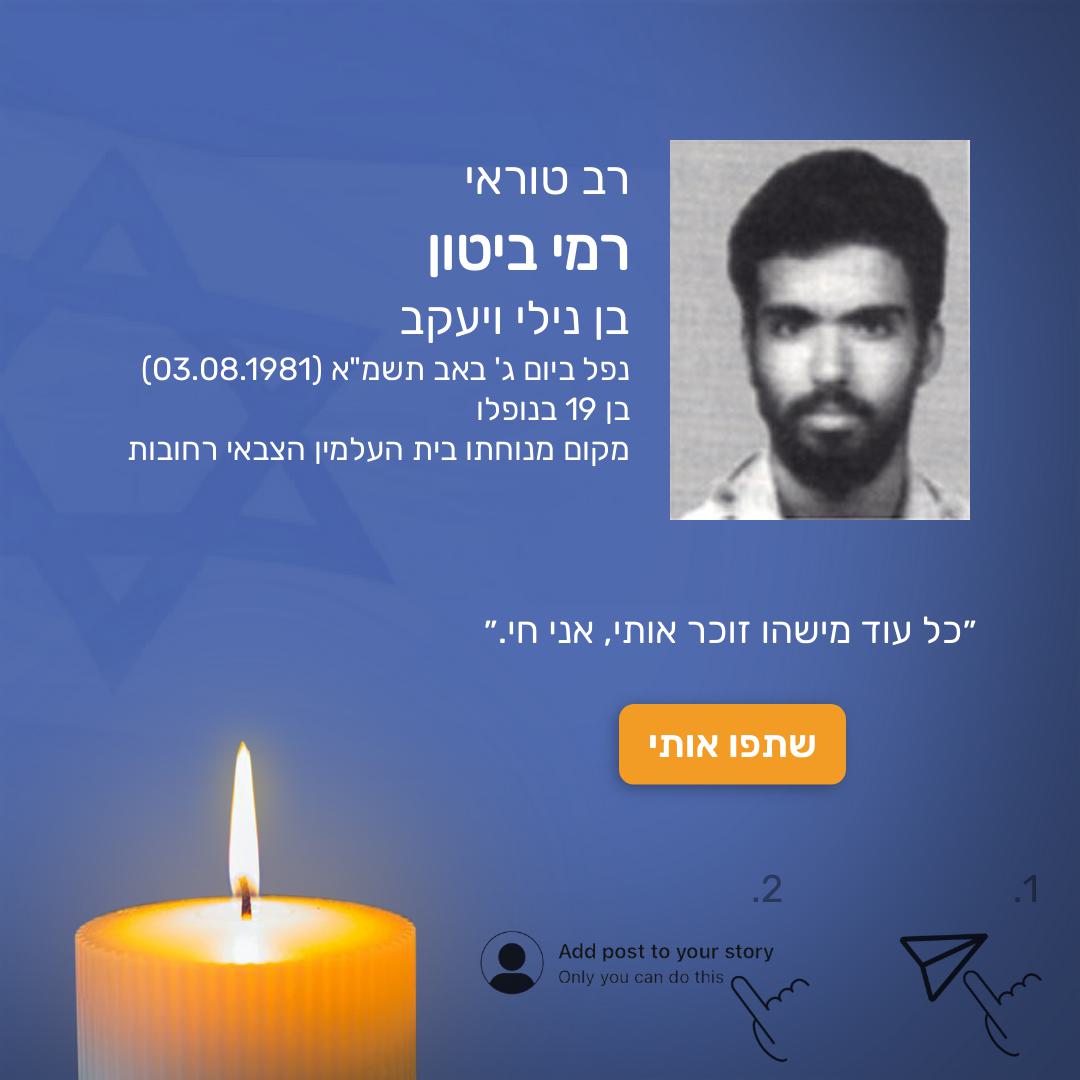 רב טוראי
רמי ביטון
בן נילי ויעקב
נפל ביום ג' באב תשמ"א (03.08.1981)
בן 19 בנופלו
מקום מנוחתו בית העלמין הצבאי רחובות
״כל עוד מישהו זוכר אותי, אני חי.״
שתפו אותי
.1
.2
Add post to your story
Only you can do this